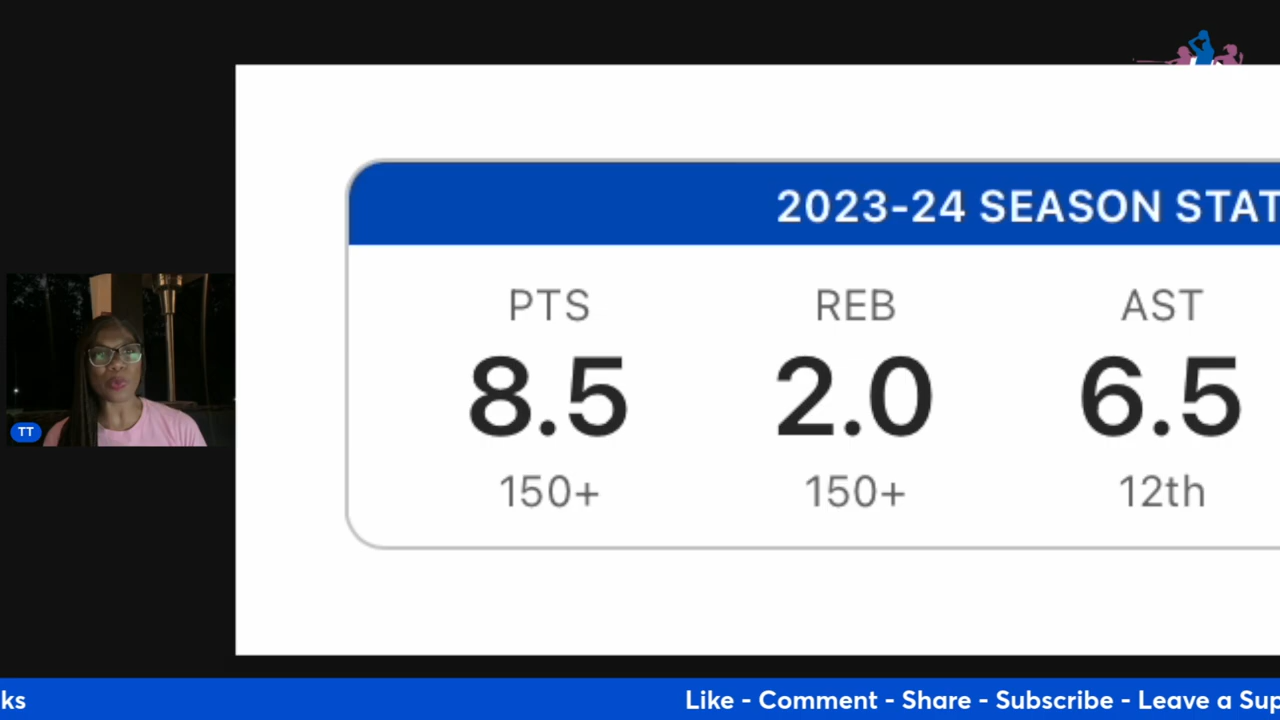 2023-24 SEASON STAT
PTS REB AST
8.5 2.0 6.5
150+ 150+ 12th
TT
ks Like - Comment - Share - Subscribe - Leave a Sup